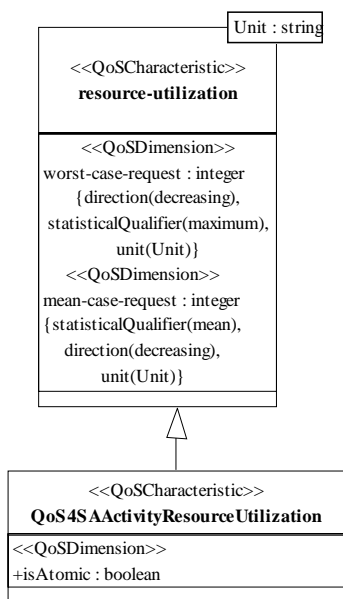 Unit : string
<<QoSCharacteristic>>
resource-utilization
<<QoSDimension>>
worst-case-request : integer
{direction(decreasing),
statisticalQualifier(maximum),
unit(Unit)}
<<QoSDimension>>
mean-case-request : integer
{statisticalQualifier(mean),
direction(decreasing),
unit(Unit)}
<<QoSCharacteristic>>
QoS4SAActivityResourceUtilization
<<QoSDimension>>
+isAtomic : boolean